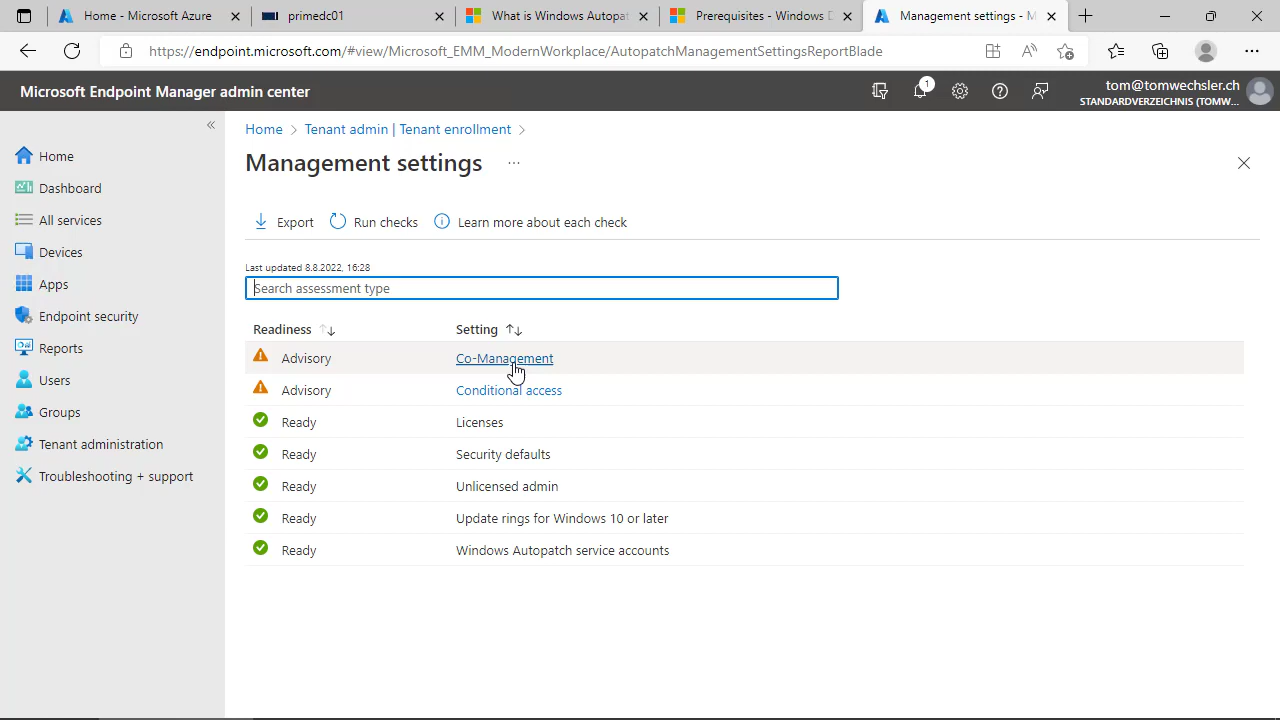 Home - Microsoft Azure
primedc01
What is Windows Autopat
Prerequisites - Windows D
Management settings - M
https://endpoint.microsoft.com/#view/Microsoft_EMM_ModernWorkplace/AutopatchManagementSettingsReportBlade
Microsoft Endpoint Manager admin center
1
tom@tomwechsler.ch
STANDARDVERZEICHNIS (TOMW...
Home
Dashboard
All services
Devices
Apps
Endpoint security
Reports
Users
Groups
Tenant administration
Troubleshooting + support
Home > Tenant admin | Tenant enrollment >
Management settings ...
Export Run checks Learn more about each check
Last updated 8.8.2022, 16:28
Search assessment type
Readiness Setting
Advisory Co-Management
Advisory Conditional access
Ready Licenses
Ready Security defaults
Ready Unlicensed admin
Ready Update rings for Windows 10 or later
Ready Windows Autopatch service accounts